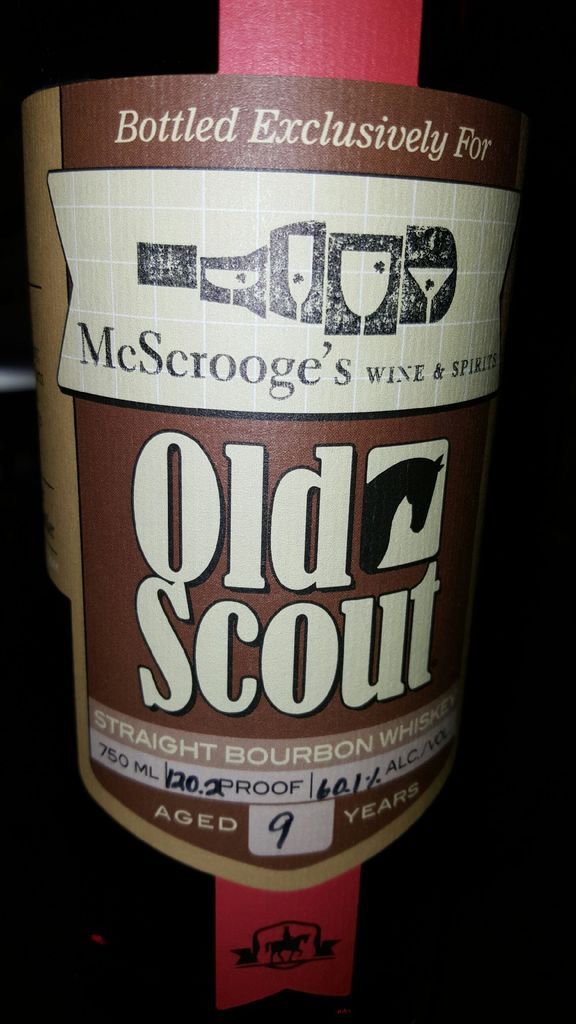 Bottled Exclusively For
McScrooge's WINE & SPIRITS
Old
Scout
STRAIGHT BOURBON WHISKEY
750 ML 120.2 PROOF 60.1% ALC./VOL
AGED 9 YEARS